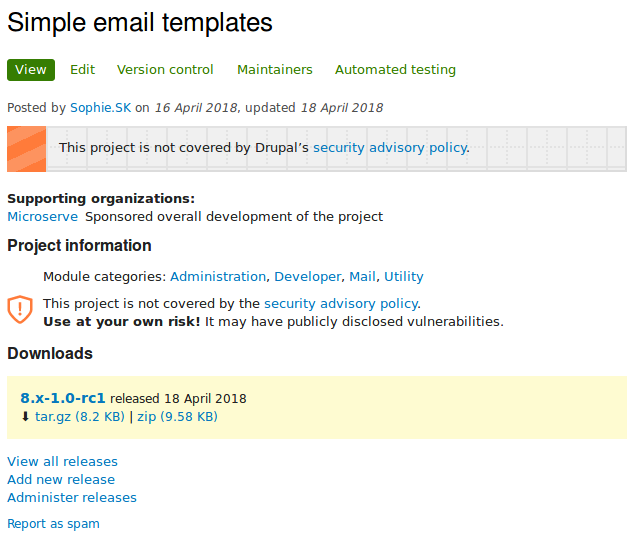 Simple email templates
View Edit Version control Maintainers Automated testing
Posted by Sophie.SK on 16 April 2018, updated 18 April 2018
This project is not covered by Drupal’s security advisory policy.
Supporting organizations:
Microserve Sponsored overall development of the project
Project information
Module categories: Administration, Developer, Mail, Utility
This project is not covered by the security advisory policy.
Use at your own risk! It may have publicly disclosed vulnerabilities.
Downloads
8.x-1.0-rc1 released 18 April 2018
⬇ tar.gz (8.2 KB) | zip (9.58 KB)
View all releases
Add new release
Administer releases
Report as spam